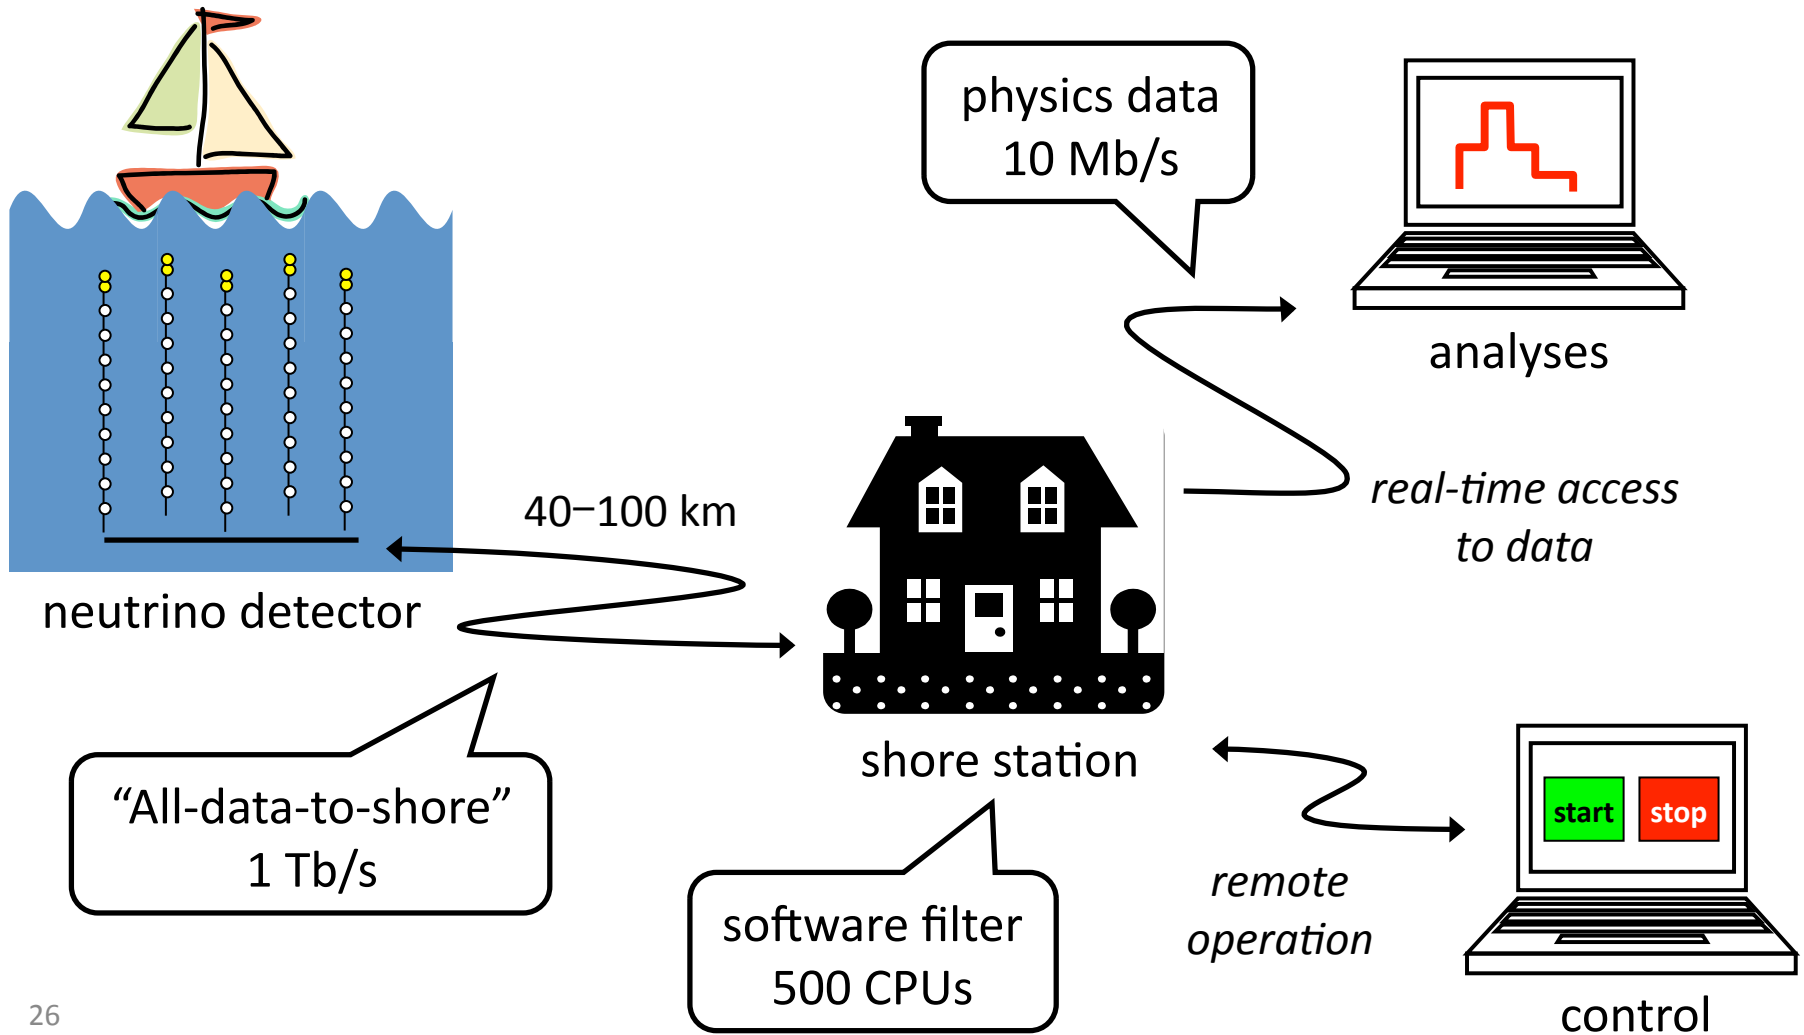 physics data
10 Mb/s
analyses
real-time access
to data
40–100 km
neutrino detector
“All-data-to-shore”
1 Tb/s
shore station
software filter
500 CPUs
start
stop
remote
operation
control
26